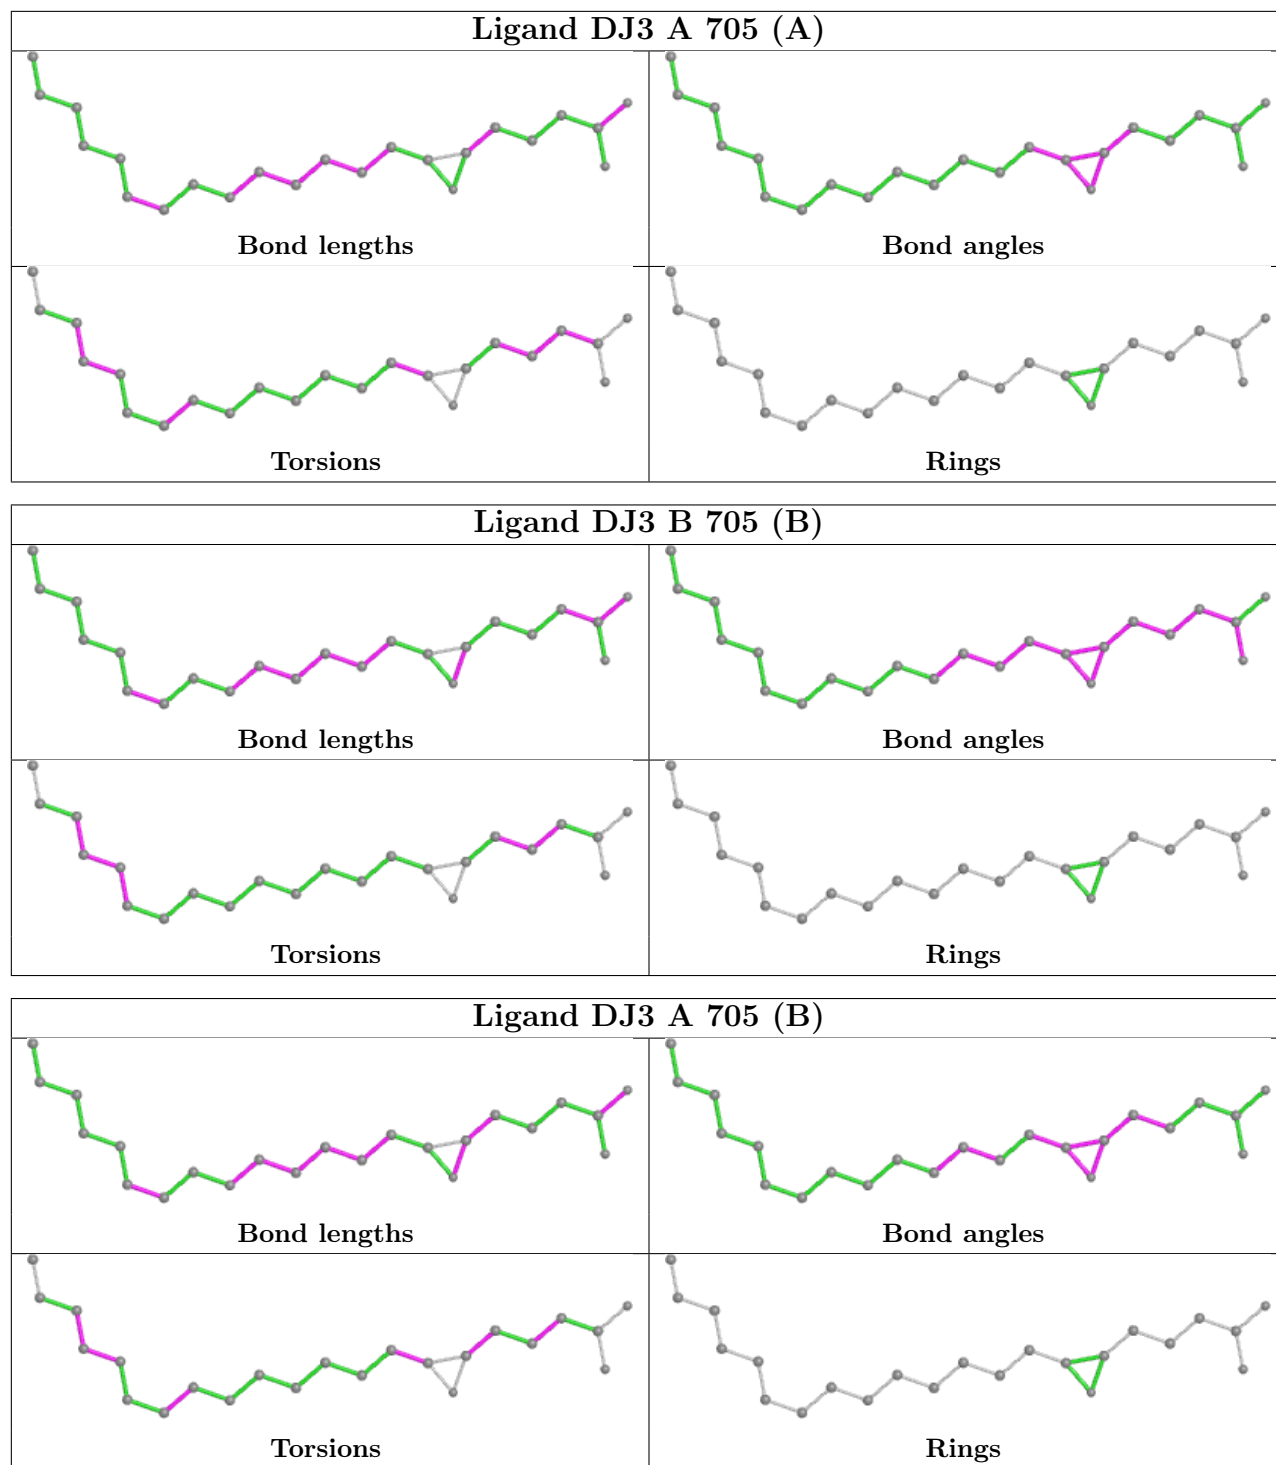 Ligand DJ3 A 705 (A)
Bond lengths
Bond angles
Torsions
Rings
Ligand DJ3 B 705 (B)
Bond lengths
Bond angles
Torsions
Rings
Ligand DJ3 A 705 (B)
Bond lengths
Bond angles
Torsions
Rings